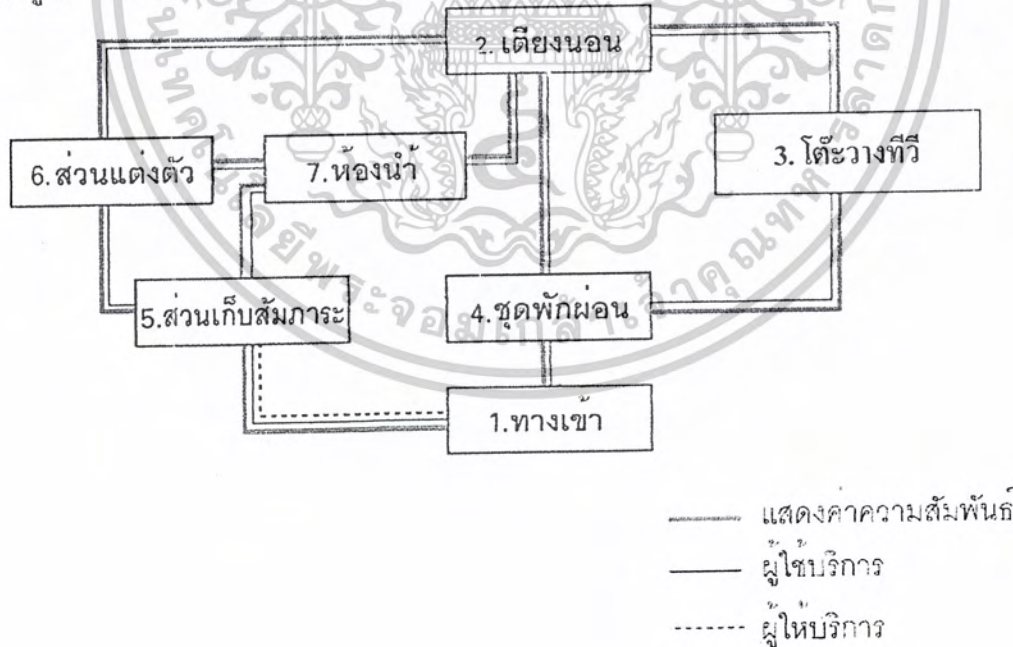 2. เตียงนอน
6. ส่วนแต่งตัว
7.ห้องน้ำ
3. โต๊ะวางทีวี
5.ส่วนเก็บสัมภาระ
4.ชุดพักผ่อน
1.ทางเข้า
แสดงค่าความสัมพันธ์
ผู้ใช้บริการ
ผู้ให้บริการ